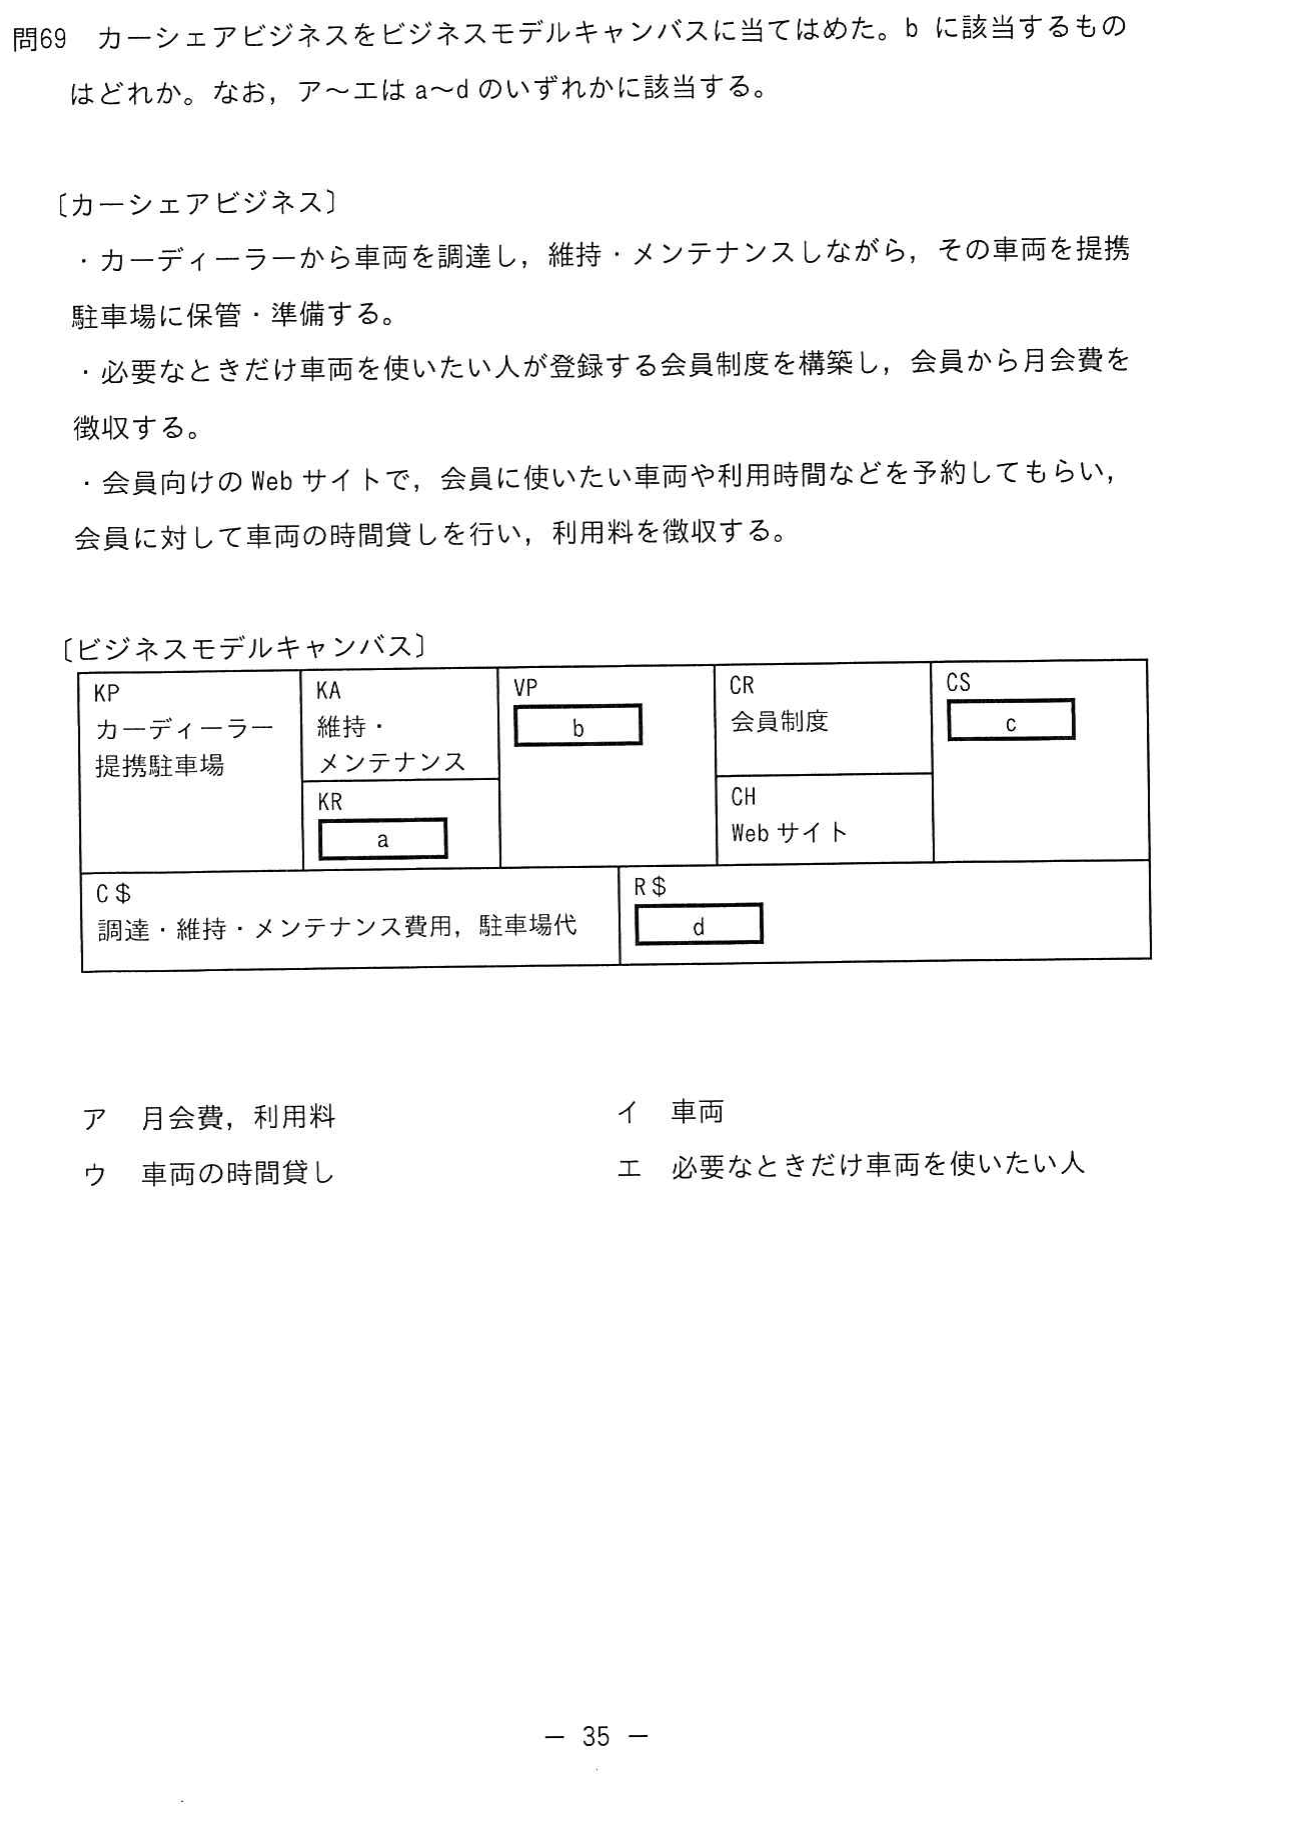 問69 カーシェアビジネスをビジネスモデルキャンバスに当てはめた。b に該当するもの
はどれか。なお，ア～エは a～d のいずれかに該当する。
〔カーシェアビジネス〕
・カーディーラーから車両を調達し，維持・メンテナンスしながら，その車両を提携
駐車場に保管・準備する。
・必要なときだけ車両を使いたい人が登録する会員制度を構築し，会員から月会費を
徴収する。
・会員向けの Web サイトで，会員に使いたい車両や利用時間などを予約してもらい，
会員に対して車両の時間貸しを行い，利用料を徴収する。
〔ビジネスモデルキャンバス〕
KP
カーディーラー
提携駐車場
KA
維持・
メンテナンス
KR
a
VP
b
CR
会員制度
CH
Web サイト
CS
c
C＄
調達・維持・メンテナンス費用，駐車場代
R＄
d
ア 月会費，利用料
イ 車両
ウ 車両の時間貸し
エ 必要なときだけ車両を使いたい人
― 35 ―